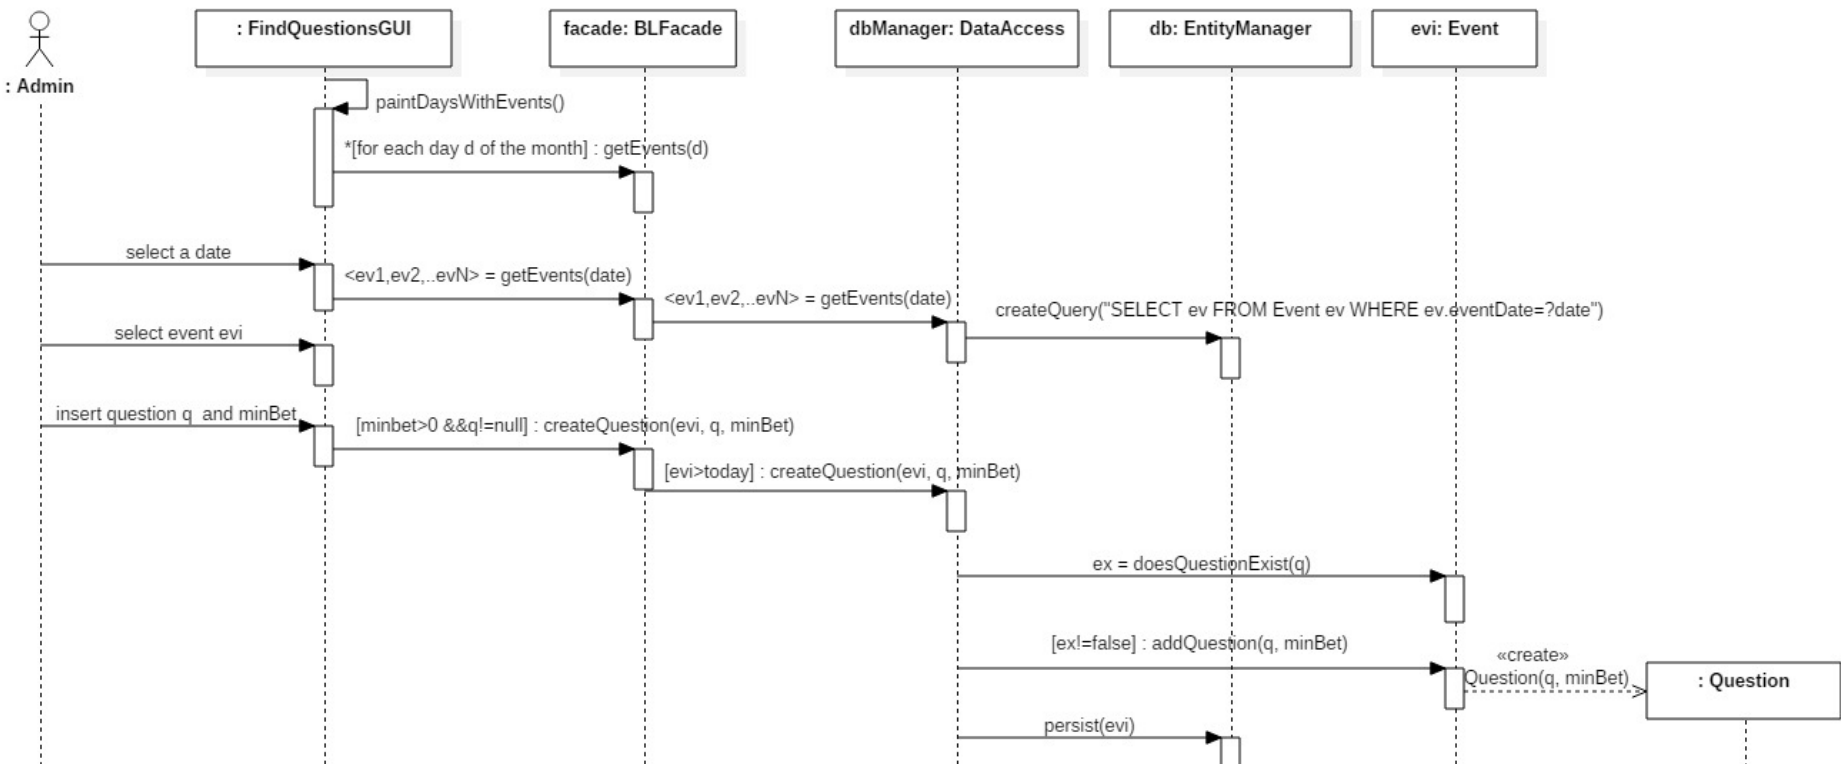 : FindQuestionsGUI
facade: BLFacade
dbManager: DataAccess
db: EntityManager
evi: Event
: Admin
paintDaysWithEvents()
*[for each day d of the month] : getEvents(d)
select a date
<ev1,ev2,..evN> = getEvents(date)
<ev1,ev2,..evN> = getEvents(date)
createQuery("SELECT ev FROM Event ev WHERE ev.eventDate=?date")
select event evi
insert question q  and minBet
[minbet>0 &&q!=null] : createQuestion(evi, q, minBet)
[evi>today] : createQuestion(evi, q, minBet)
ex = doesQuestionExist(q)
[ex!=false] : addQuestion(q, minBet)
«create»
Question(q, minBet)
: Question
persist(evi)